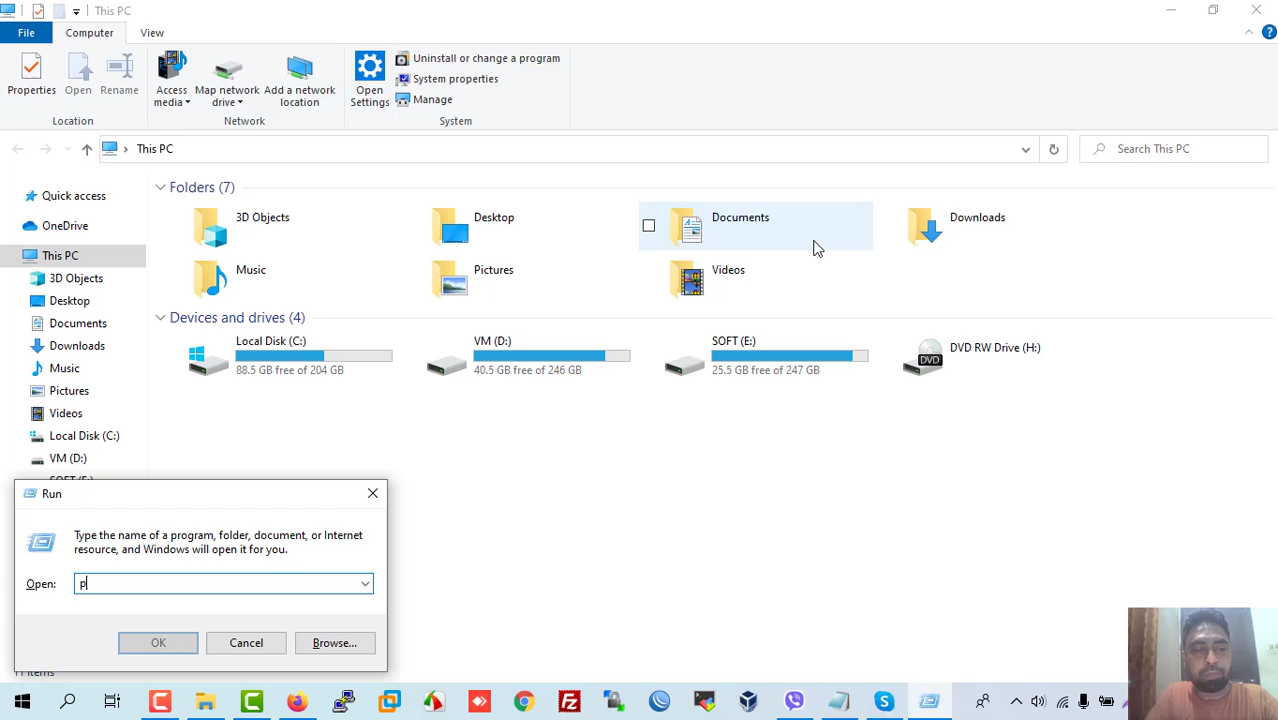 This PC
File
Computer
View
Properties
Open
Rename
Access media
Map network drive
Add a network location
Open Settings
Uninstall or change a program
System properties
Manage
Location
Network
System
This PC
Search This PC
Quick access
OneDrive
This PC
3D Objects
Desktop
Documents
Downloads
Music
Pictures
Videos
Local Disk (C:)
VM (D:)
SOFT (E:)
Folders (7)
3D Objects
Desktop
Documents
Downloads
Music
Pictures
Videos
Devices and drives (4)
Local Disk (C:)
88.5 GB free of 204 GB
VM (D:)
40.5 GB free of 246 GB
SOFT (E:)
25.5 GB free of 247 GB
DVD
DVD RW Drive (H:)
Run
Type the name of a program, folder, document, or Internet
resource, and Windows will open it for you.
Open:
p
OK
Cancel
Browse...
11 items